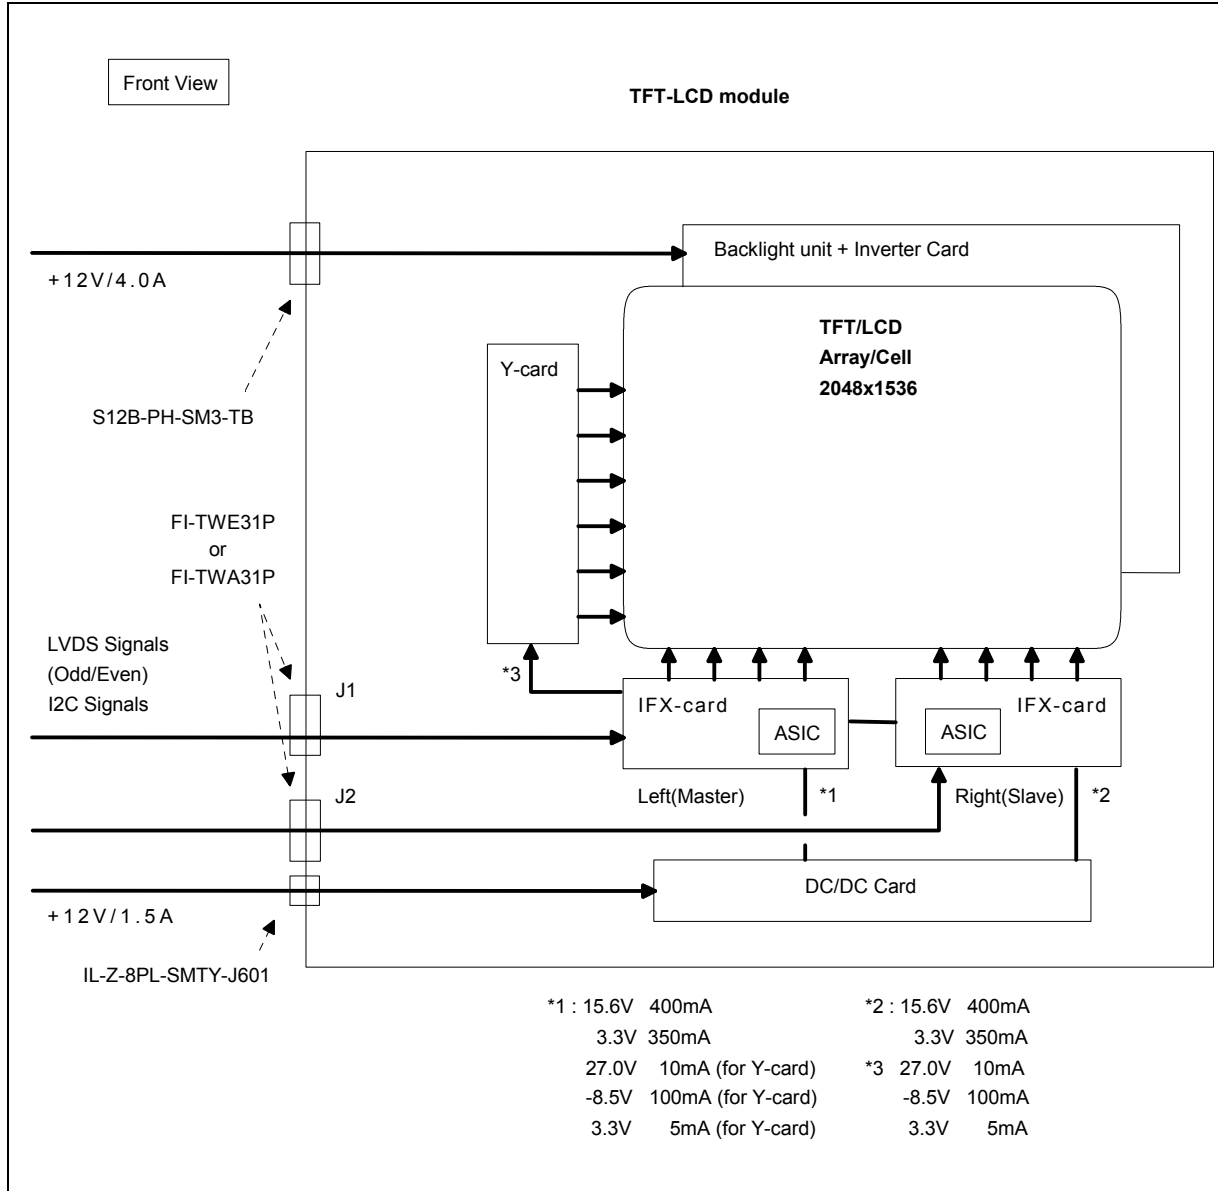 Front View
TFT-LCD module
+12V/4.0A
Backlight unit + Inverter Card
TFT/LCD
Array/Cell
2048x1536
Y-card
S12B-PH-SM3-TB
FI-TWE31P
or
FI-TWA31P
LVDS Signals
(Odd/Even)
I2C Signals
J1
*3
IFX-card
ASIC
IFX-card
ASIC
J2
Left(Master)
*1
Right(Slave)
*2
DC/DC Card
+12V/1.5A
IL-Z-8PL-SMTY-J601
*1 : 15.6V 400mA
3.3V 350mA
27.0V 10mA (for Y-card)
-8.5V 100mA (for Y-card)
3.3V 5mA (for Y-card)
*2 : 15.6V 400mA
3.3V 350mA
*3 27.0V 10mA
-8.5V 100mA
3.3V 5mA